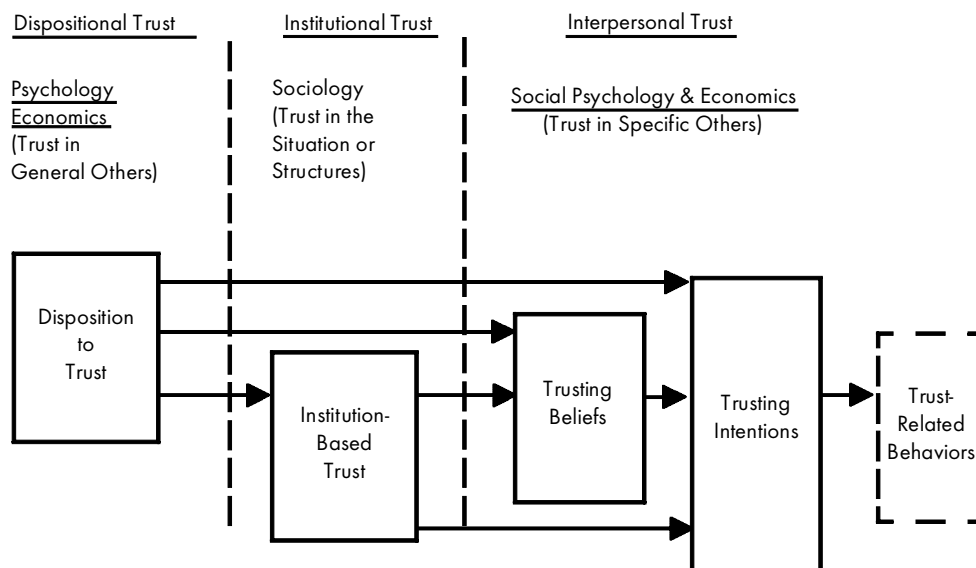 Dispositional Trust
Institutional Trust
Interpersonal Trust
Psychology
Economics
(Trust in
General Others)
Sociology
(Trust in the
Situation or
Structures)
Social Psychology & Economics
(Trust in Specific Others)
Disposition
to
Trust
Institution-
Based
Trust
Trusting
Beliefs
Trusting
Intentions
Trust-
Related
Behaviors